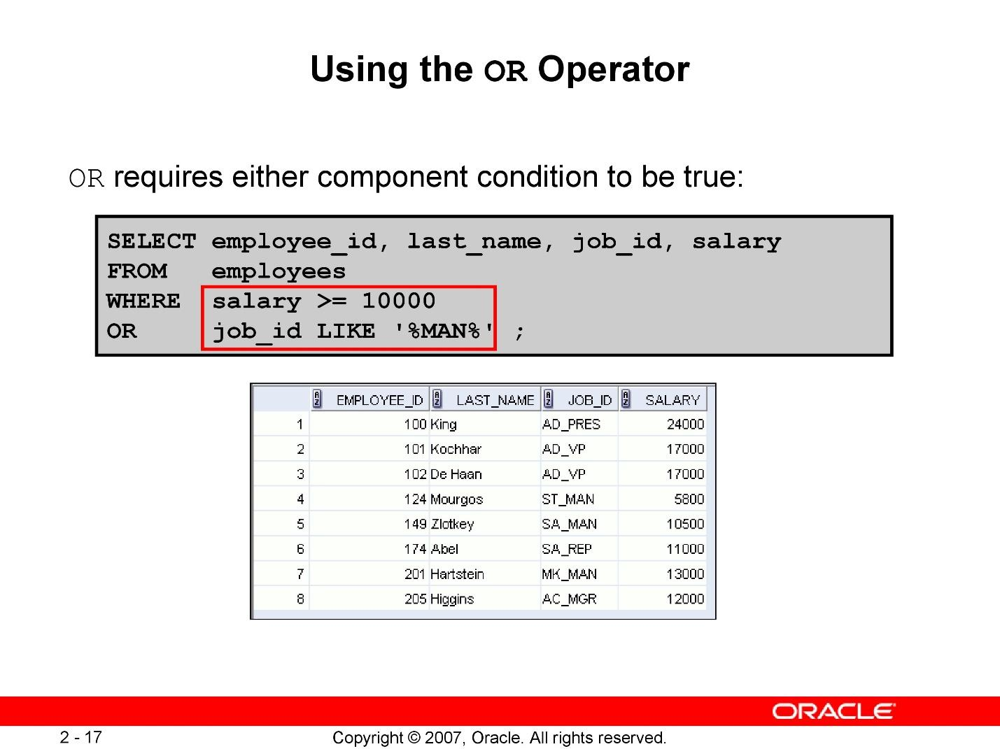 Using the OR Operator
OR requires either component condition to be true:
SELECT employee_id, last_name, job_id, salary
FROM employees
WHERE salary >= 10000
OR job_id LIKE '%MAN%' ;
EMPLOYEE_ID LAST_NAME JOB_ID SALARY
1 100 King AD_PRES 24000
2 101 Kochhar AD_VP 17000
3 102 De Haan AD_VP 17000
4 124 Mourgos ST_MAN 5800
5 149 Zlotkey SA_MAN 10500
6 174 Abel SA_REP 11000
7 201 Hartstein MK_MAN 13000
8 205 Higgins AC_MGR 12000
ORACLE
2 - 17
Copyright © 2007, Oracle. All rights reserved.